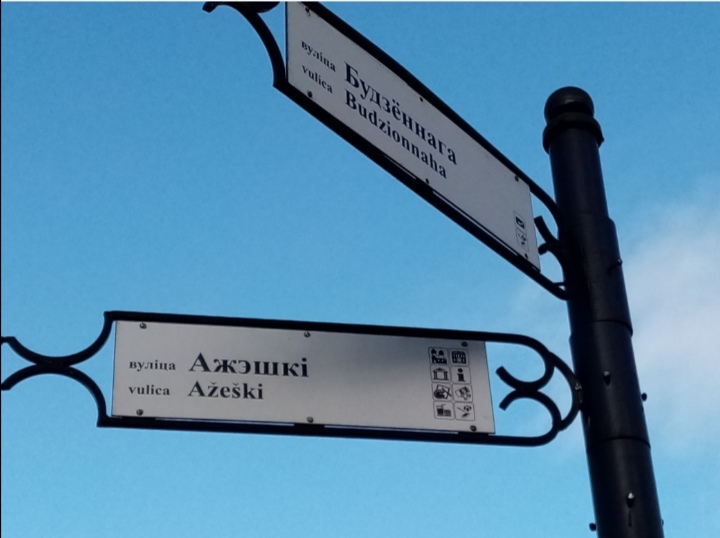 вуліца Будзённага
vulica Budzionnaha
вуліца Ажэшкі
vulica Ažeški